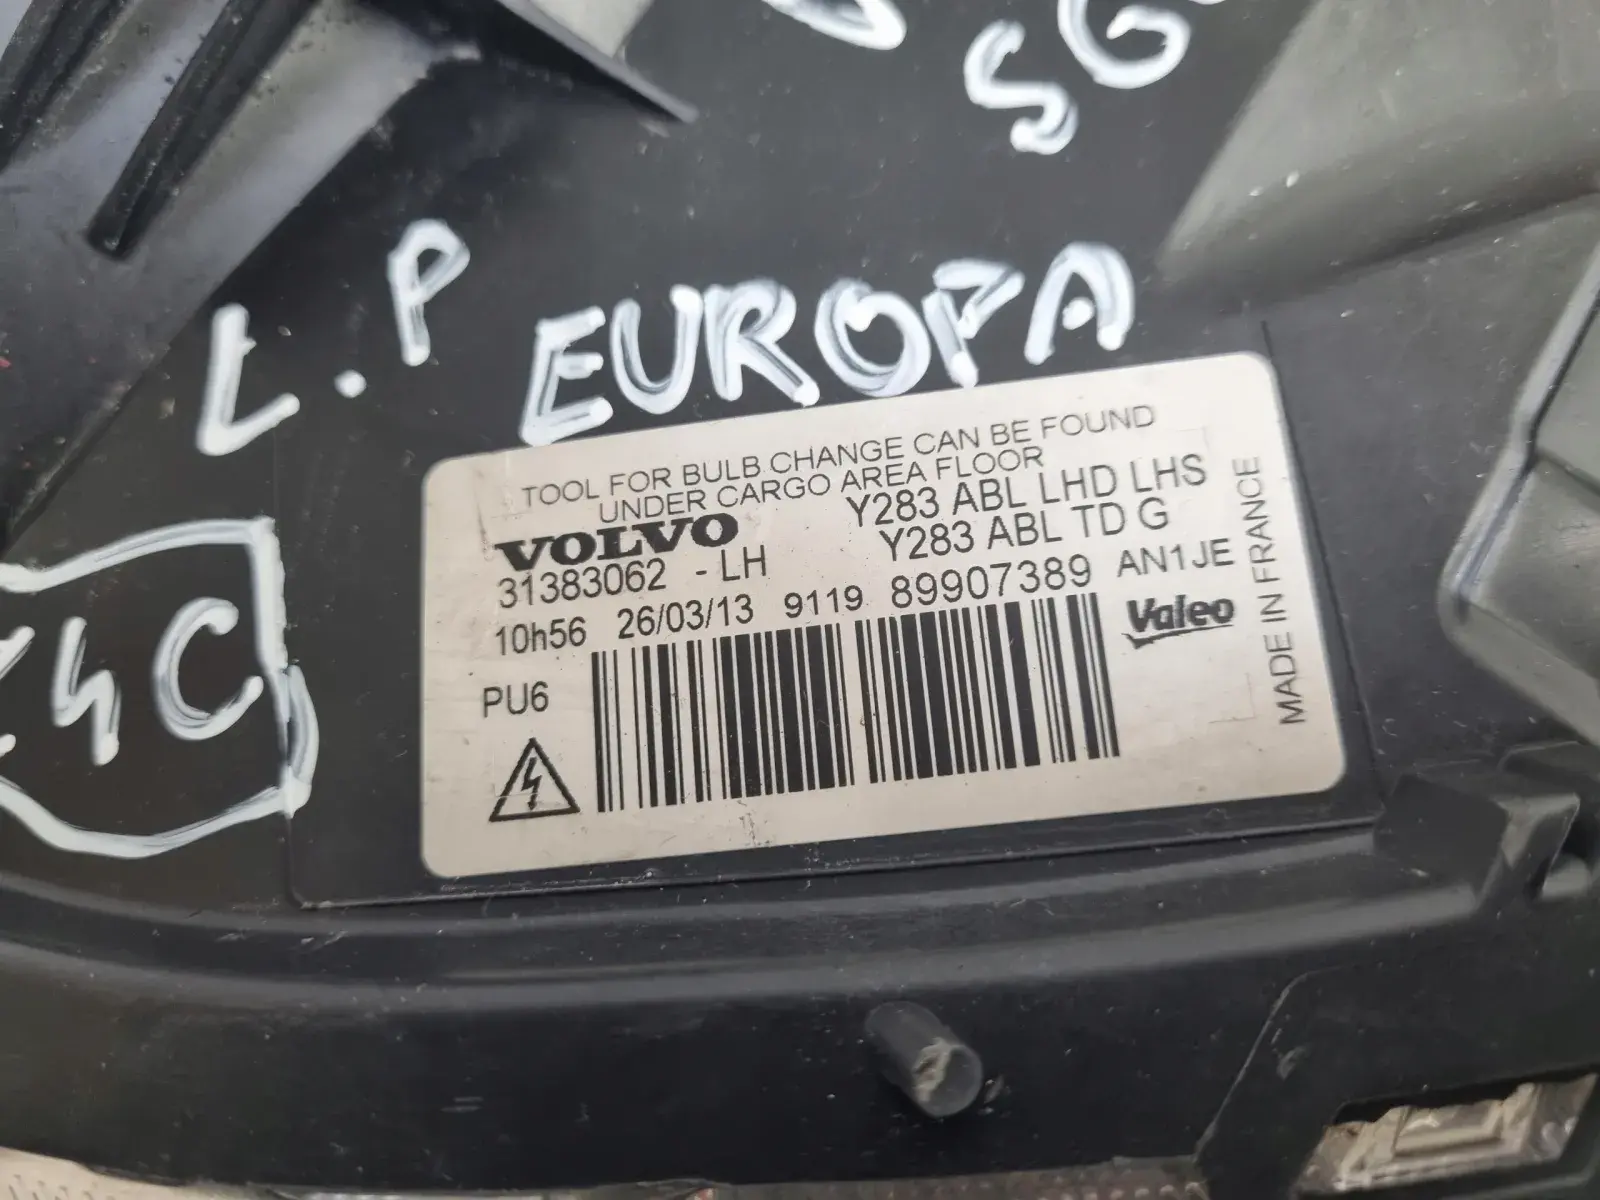 SG
L.P
EUROPA
4C
TOOL FOR BULB CHANGE CAN BE FOUND
UNDER CARGO AREA FLOOR
VOLVO
Y283 ABL LHD LHS
31383062 - LH
Y283 ABL TD G
10h56 26/03/13 9119 89907389 AN1JE
PU6
Valeo
MADE IN FRANCE